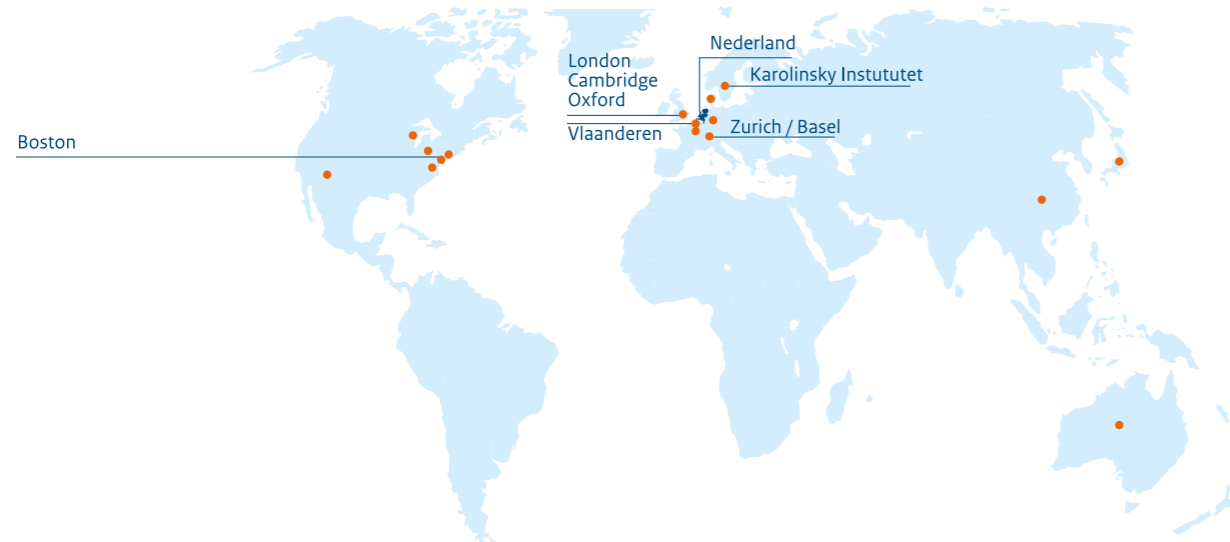 Nederland
London
Cambridge
Oxford
Karolinsky Instututet
Vlaanderen
Zurich / Basel
Boston